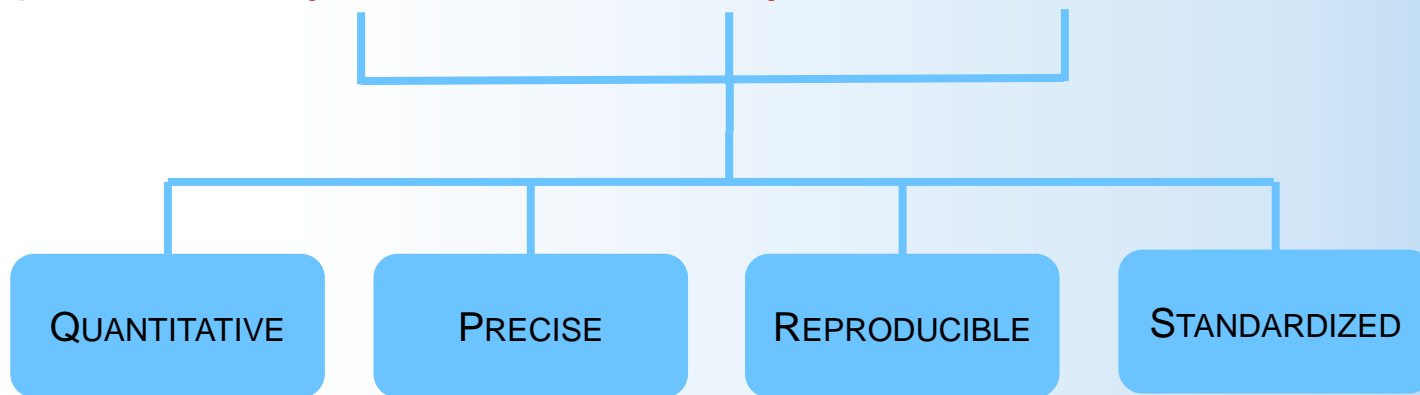 QUANTITATIVE
PRECISE
REPRODUCIBLE
STANDARDIZED